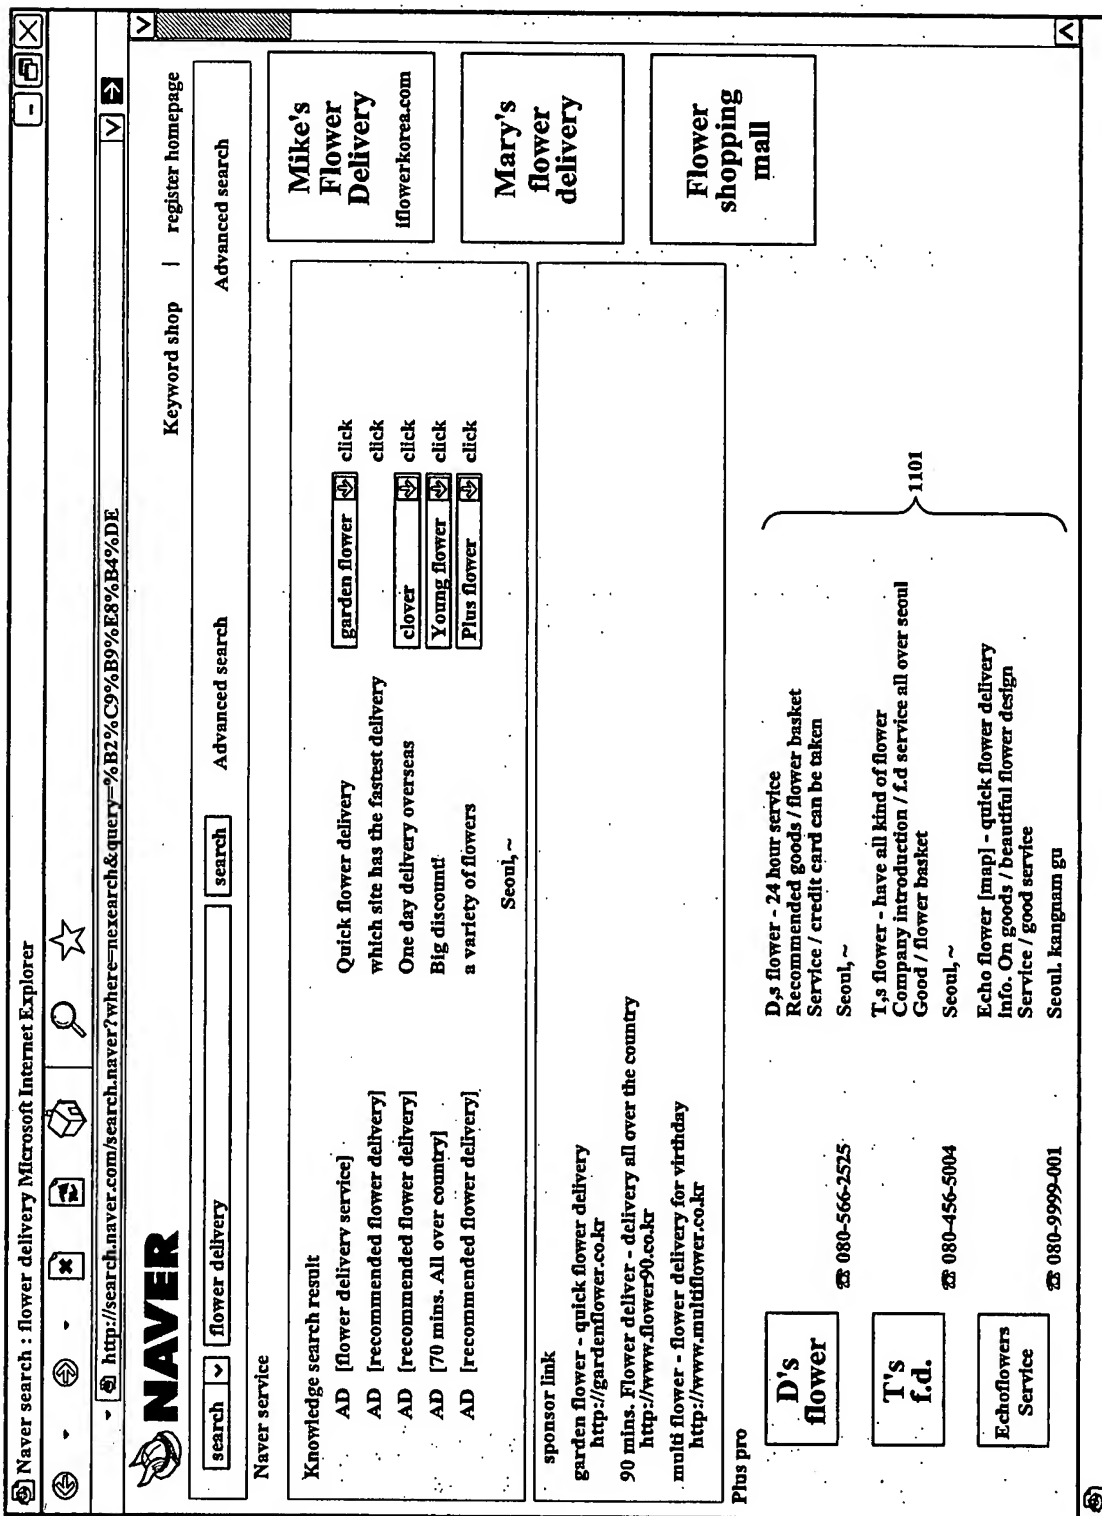 Naver search : flower delivery Microsoft Internet Explorer
http://search.naver.com/search.naver?where=nexearch&query=%B2%C9%B9%E8%B4%DE
NAVER
Keyword shop | register homepage
search flower delivery search Advanced search Advanced search
Naver service
Knowledge search result
AD [flower delivery service] Quick flower delivery garden flower click
AD [recommended flower delivery] which site has the fastest delivery click
AD [recommended flower delivery] One day delivery overseas clover click
AD [70 mins. All over country] Big discount! Young flower click
AD [recommended flower delivery] a variety of flowers Plus flower click
Seoul, ~
sponsor link
garden flower - quick flower delivery
http://gardenflower.co.kr
90 mins. Flower deliver - delivery all over the country
http://www.flower90.co.kr
multi flower - flower delivery for virthday
http://www.multiflower.co.kr
Mike's
Flower
Delivery
iflowerkorea.com
Mary's
flower
delivery
Flower
shopping
mall
Plus pro
D's
flower
☎ 080-566-2525
D,s flower - 24 hour service
Recommended goods / flower basket
Service / credit card can be taken
Seoul, ~
T's
f.d.
☎ 080-456-5004
T,s flower - have all kind of flower
Company introduction / f.d service all over seoul
Good / flower basket
Seoul, ~
Echoflowers
Service
☎ 080-9999-001
Echo flower [map] - quick flower delivery
info. On goods / beautiful flower design
Service / good service
Seoul. kangnam gu
1101